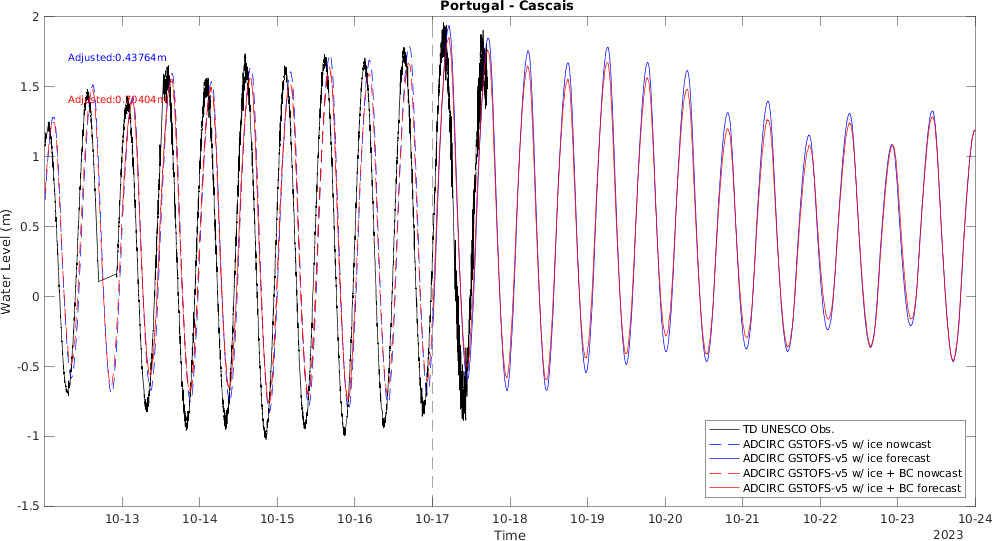 Portugal - Cascais
2
1.5
1
0.5
0
-0.5
-1
-1.5
Water Level (m)
Adjusted:0.43764m
TD UNESCO Obs.
ADCIRC GSTOFS-v5 w/ ice nowcast
ADCIRC GSTOFS-v5 w/ ice forecast
ADCIRC GSTOFS-v5 w/ ice + BC nowcast
ADCIRC GSTOFS-v5 w/ ice + BC forecast
10-13 10-14 10-15 10-16 10-17 10-18 10-19 10-20 10-21 10-22 10-23 10-24
Time
2023